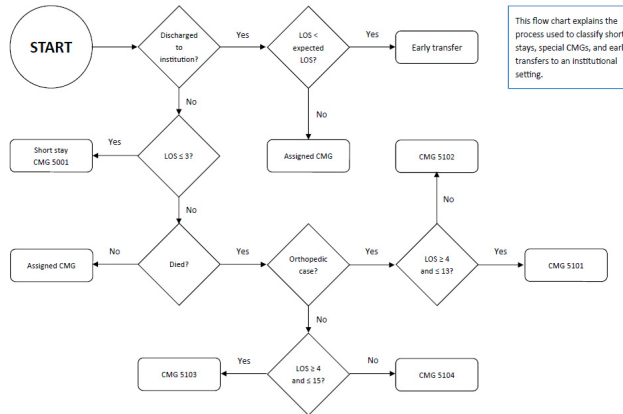 START
Discharged
to
institution?
Yes
LOS <
expected
LOS?
Yes
Early transfer
This flow chart explains the
process used to classify short
stays, special CMGs, and earl
transfers to an institutional
setting.
No
No
Short stay
CMG 5001
Yes
LOS ≤ 3?
Assigned CMG
CMG 5102
No
No
Assigned CMG
No
Died?
Yes
Orthopedic
case?
Yes
LOS ≥ 4
and ≤ 13?
Yes
CMG 5101
No
CMG 5103
Yes
LOS ≥ 4
and ≤ 15?
No
CMG 5104